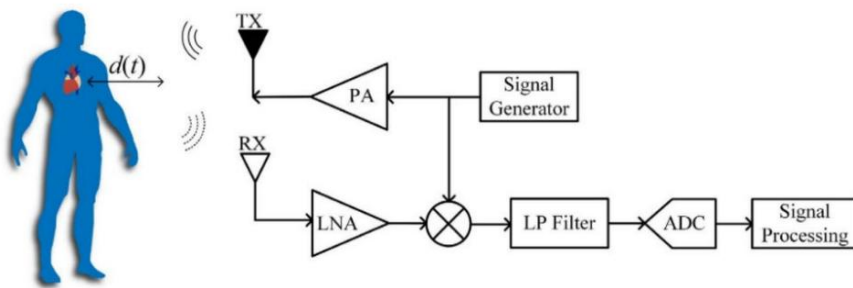 TX
d(t)
PA
Signal
Generator
RX
LNA
LP Filter
ADC
Signal
Processing